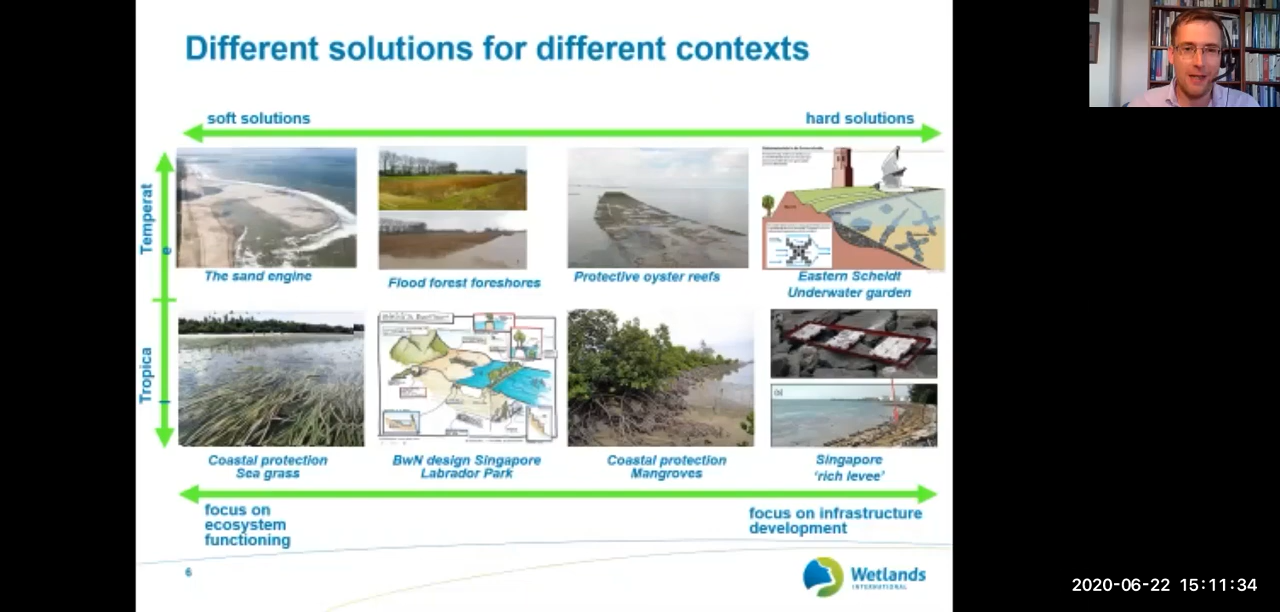 Different solutions for different contexts
soft solutions
hard solutions
Temperat
e
The sand engine
Flood forest foreshores
Protective oyster reefs
Eastern Scheldt
Underwater garden
Tropica
l
Coastal protection
Sea grass
BwN design Singapore
Labrador Park
Coastal protection
Mangroves
Singapore
‘rich levee’
focus on
ecosystem
functioning
focus on infrastructure
development
6
Wetlands
INTERNATIONAL
2020-06-22 15:11:34